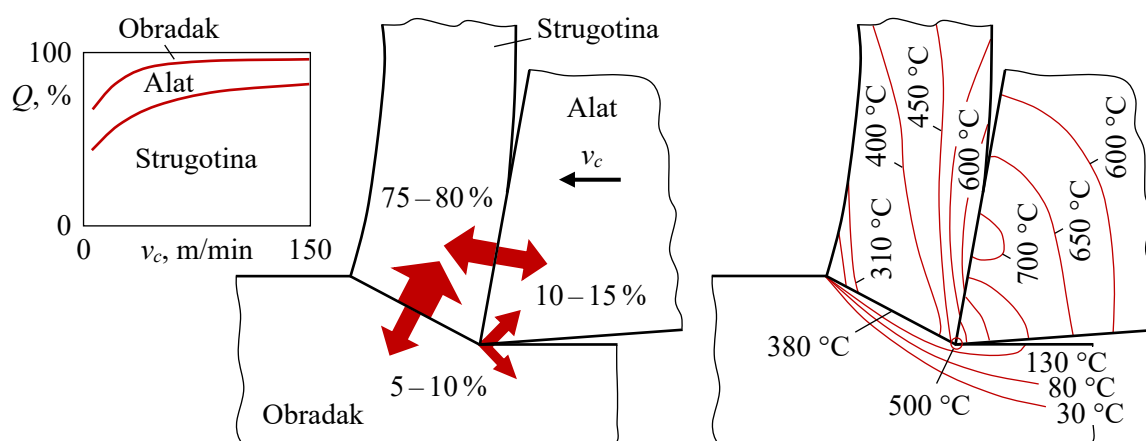 Obradak
100
Alat
Q, %
Strugotina
0
0
v_c, m/min
150
Strugotina
Alat
v_c
75 – 80 %
10 – 15 %
5 – 10 %
Obradak
310 °C
400 °C
450 °C
600 °C
700 °C
650 °C
600 °C
380 °C
500 °C
130 °C
80 °C
30 °C